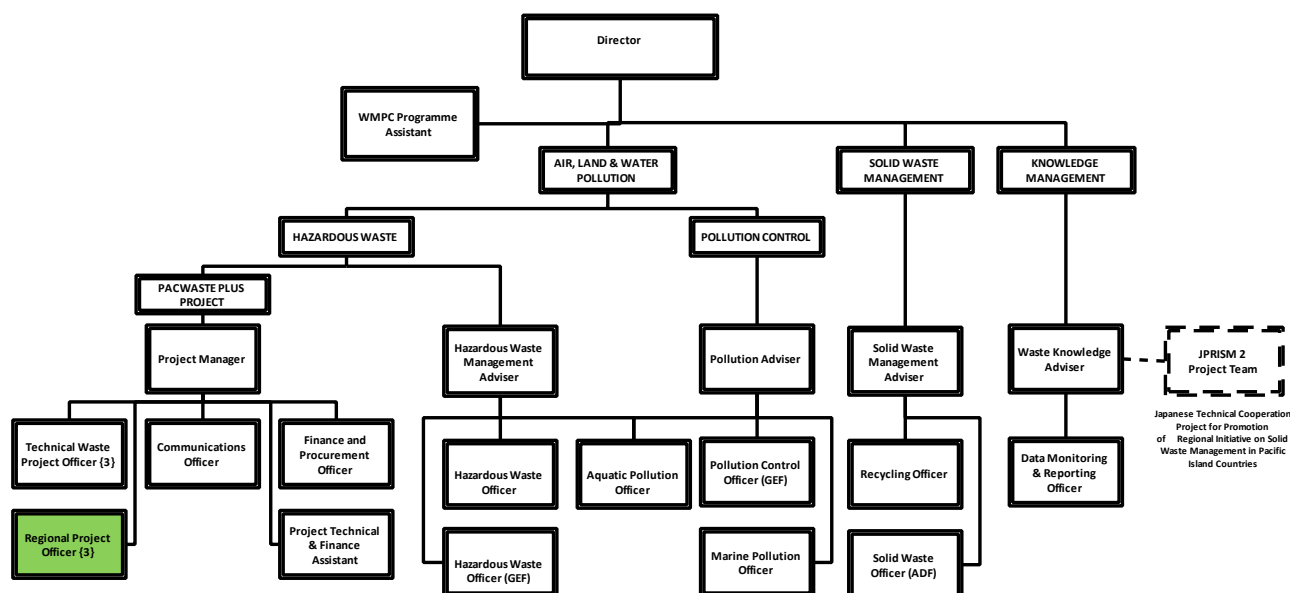 Director
WMPC Programme
Assistant
AIR, LAND & WATER
POLLUTION
SOLID WASTE
MANAGEMENT
KNOWLEDGE
MANAGEMENT
HAZARDOUS WASTE
POLLUTION CONTROL
PACWASTE PLUS
PROJECT
Project Manager
Hazardous Waste
Management
Adviser
Pollution Adviser
Solid Waste
Management
Adviser
Waste Knowledge
Adviser
JPRISM 2
Project Team
Japanese Technical Cooperation
Project for Promotion
of Regional Initiative on Solid
Waste Management in Pacific
Island Countries
Technical Waste
Project Officer {3}
Communications
Officer
Finance and
Procurement
Officer
Hazardous Waste
Officer
Aquatic Pollution
Officer
Pollution Control
Officer (GEF)
Recycling Officer
Data Monitoring
& Reporting
Officer
Regional Project
Officer {3}
Project Technical
& Finance
Assistant
Hazardous Waste
Officer (GEF)
Marine Pollution
Officer
Solid Waste
Officer (ADF)